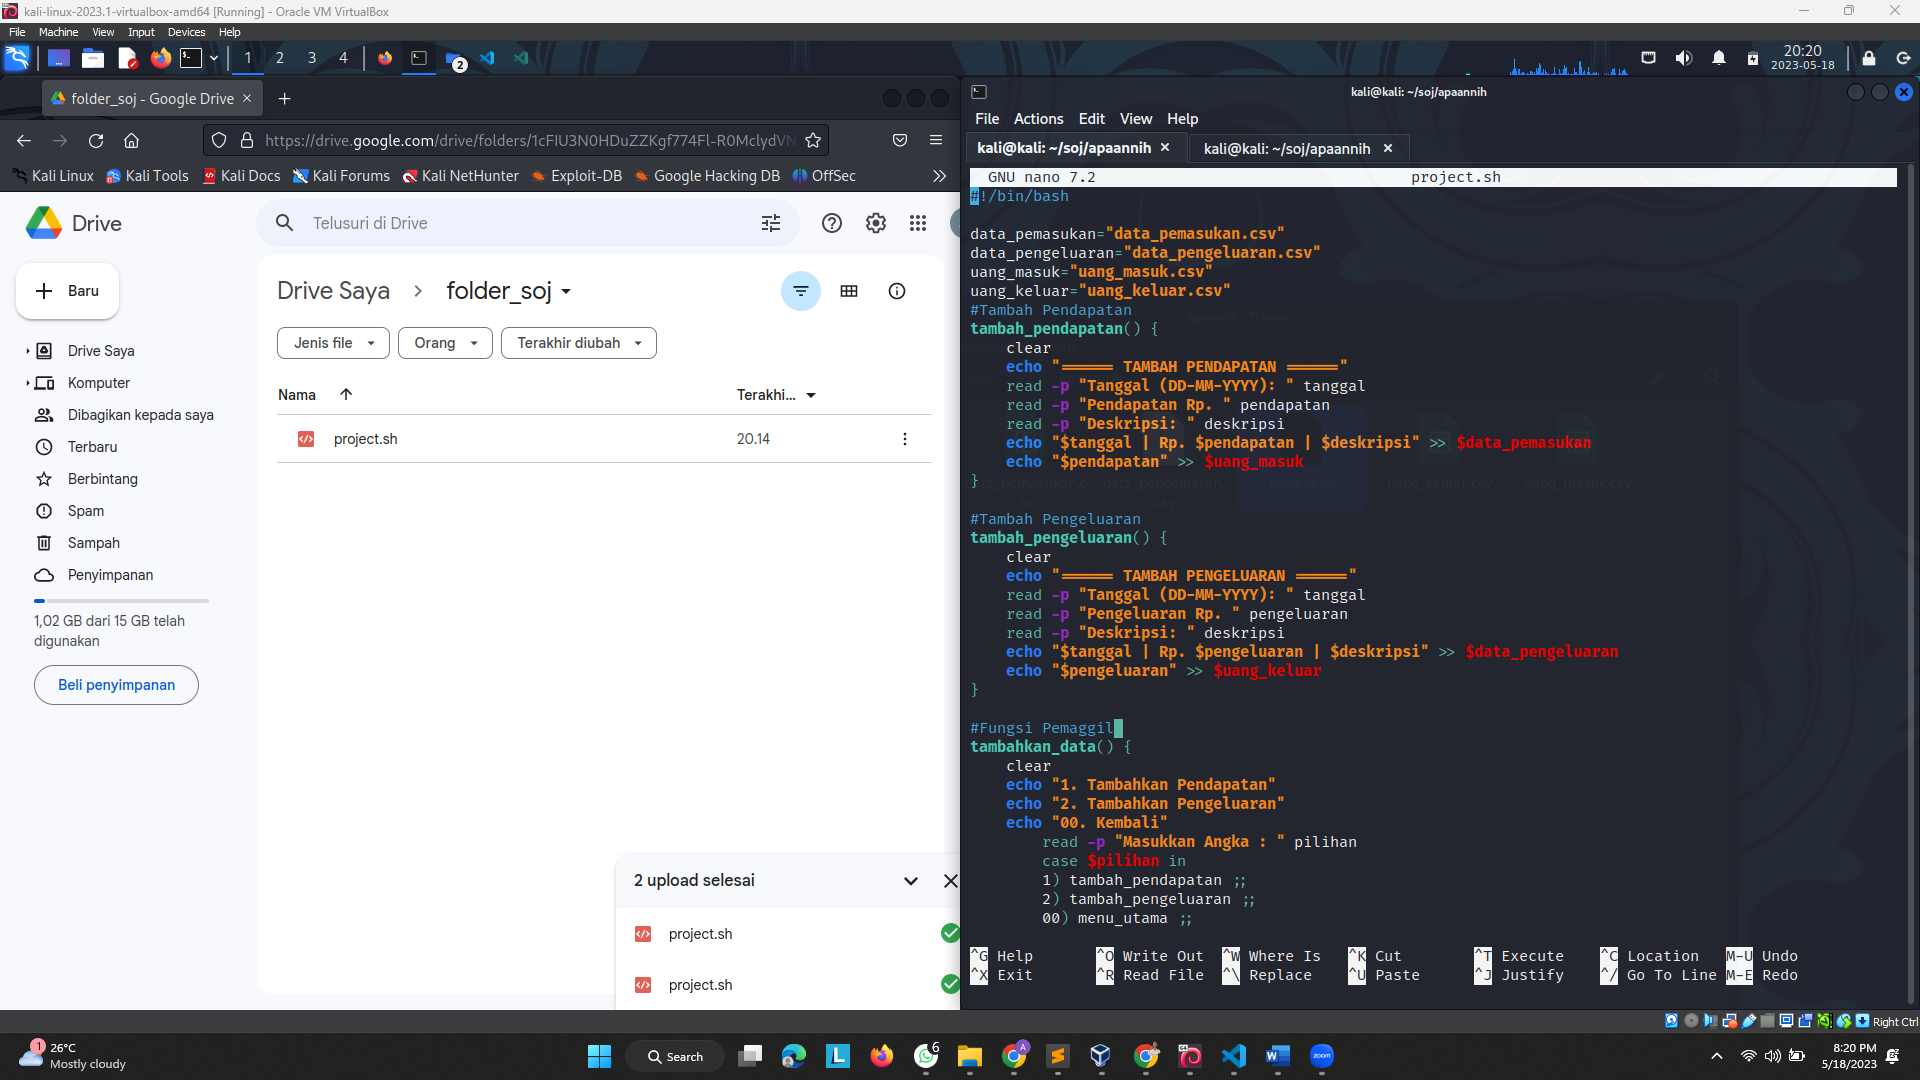 kali-linux-2023.1-virtualbox-amd64 [Running] - Oracle VM VirtualBox
File Machine View Input Devices Help
1 2 3 4
2
20:20
2023-05-18
folder_soj - Google Drive
https://drive.google.com/drive/folders/1cFIU3N0HDuZZKgf774Fl-R0MclydVN
Kali Linux Kali Tools Kali Docs Kali Forums Kali NetHunter Exploit-DB Google Hacking DB OffSec
Drive
Telusuri di Drive
Baru
Drive Saya
Komputer
Dibagikan kepada saya
Terbaru
Berbintang
Spam
Sampah
Penyimpanan
1,02 GB dari 15 GB telah
digunakan
Beli penyimpanan
Drive Saya > folder_soj
Jenis file Orang Terakhir diubah
Nama Terakhi...
project.sh 20.14
2 upload selesai
project.sh
project.sh
kali@kali: ~/soj/apaannih
File Actions Edit View Help
kali@kali: ~/soj/apaannih kali@kali: ~/soj/apaannih
GNU nano 7.2 project.sh
#!/bin/bash
data_pemasukan="data_pemasukan.csv"
data_pengeluaran="data_pengeluaran.csv"
uang_masuk="uang_masuk.csv"
uang_keluar="uang_keluar.csv"
#Tambah Pendapatan
tambah_pendapatan() {
clear
echo "====== TAMBAH PENDAPATAN ======"
read -p "Tanggal (DD-MM-YYYY): " tanggal
read -p "Pendapatan Rp. " pendapatan
read -p "Deskripsi: " deskripsi
echo "$tanggal | Rp. $pendapatan | $deskripsi" >> $data_pemasukan
echo "$pendapatan" >> $uang_masuk
}
#Tambah Pengeluaran
tambah_pengeluaran() {
clear
echo "====== TAMBAH PENGELUARAN ======"
read -p "Tanggal (DD-MM-YYYY): " tanggal
read -p "Pengeluaran Rp. " pengeluaran
read -p "Deskripsi: " deskripsi
echo "$tanggal | Rp. $pengeluaran | $deskripsi" >> $data_pengeluaran
echo "$pengeluaran" >> $uang_keluar
}
#Fungsi Pemaggil
tambahkan_data() {
clear
echo "1. Tambahkan Pendapatan"
echo "2. Tambahkan Pengeluaran"
echo "00. Kembali"
read -p "Masukkan Angka : " pilihan
case $pilihan in
1) tambah_pendapatan ;;
2) tambah_pengeluaran ;;
00) menu_utama ;;
^G Help ^O Write Out ^W Where Is ^K Cut ^T Execute ^C Location M-U Undo
^X Exit ^R Read File ^\ Replace ^U Paste ^J Justify ^/ Go To Line M-E Redo
Right Ctrl
1
26°C
Mostly cloudy
Search
6
8:20 PM
5/18/2023